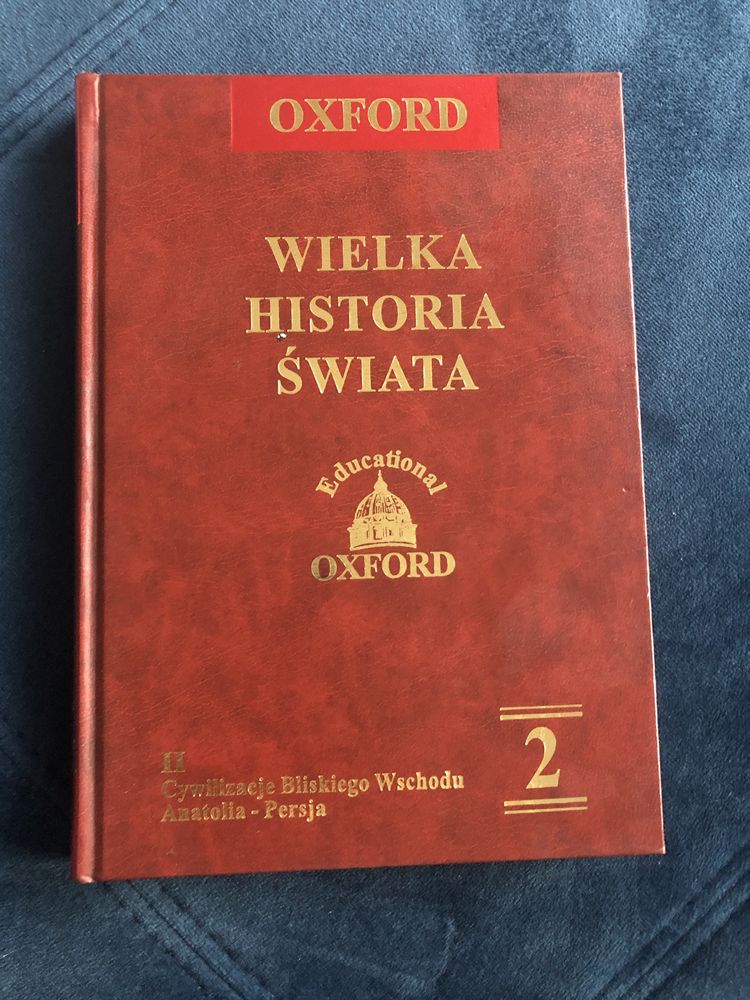 OXFORD
WIELKA
HISTORIA
ŚWIATA
Educational
OXFORD
II
Cywilizacje Bliskiego Wschodu
Anatolia - Persja
2